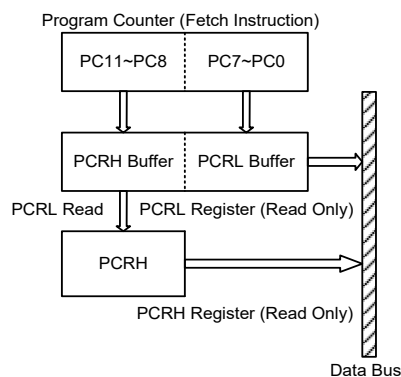 Program Counter (Fetch Instruction)
PC11~PC8 PC7~PC0
PCRH Buffer PCRL Buffer
PCRL Read PCRL Register (Read Only)
PCRH
PCRH Register (Read Only)
Data Bus